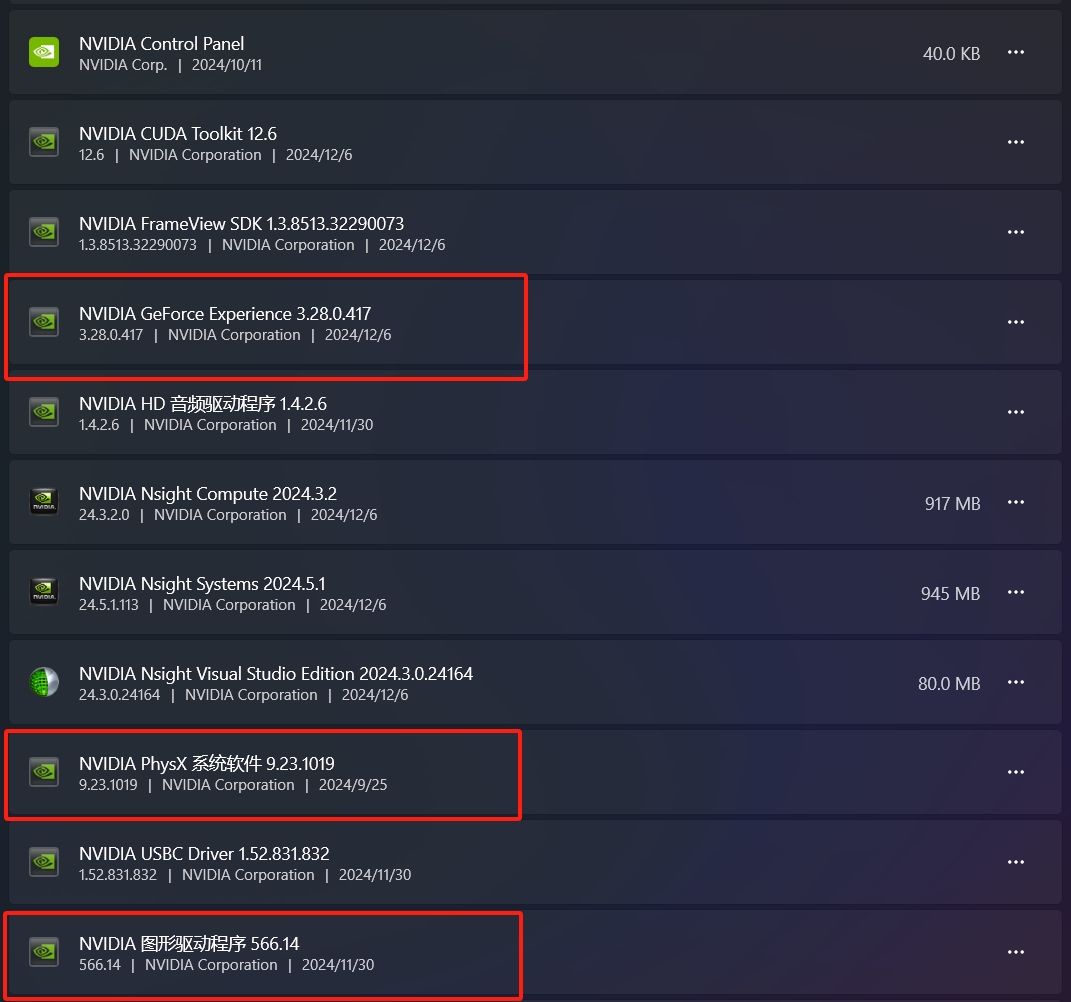 NVIDIA Control Panel
NVIDIA Corp. | 2024/10/11
40.0 KB
NVIDIA CUDA Toolkit 12.6
12.6 | NVIDIA Corporation | 2024/12/6
NVIDIA FrameView SDK 1.3.8513.32290073
1.3.8513.32290073 | NVIDIA Corporation | 2024/12/6
NVIDIA GeForce Experience 3.28.0.417
3.28.0.417 | NVIDIA Corporation | 2024/12/6
NVIDIA HD 音频驱动程序 1.4.2.6
1.4.2.6 | NVIDIA Corporation | 2024/11/30
NVIDIA Nsight Compute 2024.3.2
24.3.2.0 | NVIDIA Corporation | 2024/12/6
917 MB
NVIDIA Nsight Systems 2024.5.1
24.5.1.113 | NVIDIA Corporation | 2024/12/6
945 MB
NVIDIA Nsight Visual Studio Edition 2024.3.0.24164
24.3.0.24164 | NVIDIA Corporation | 2024/12/6
80.0 MB
NVIDIA PhysX 系统软件 9.23.1019
9.23.1019 | NVIDIA Corporation | 2024/9/25
NVIDIA USBC Driver 1.52.831.832
1.52.831.832 | NVIDIA Corporation | 2024/11/30
NVIDIA 图形驱动程序 566.14
566.14 | NVIDIA Corporation | 2024/11/30